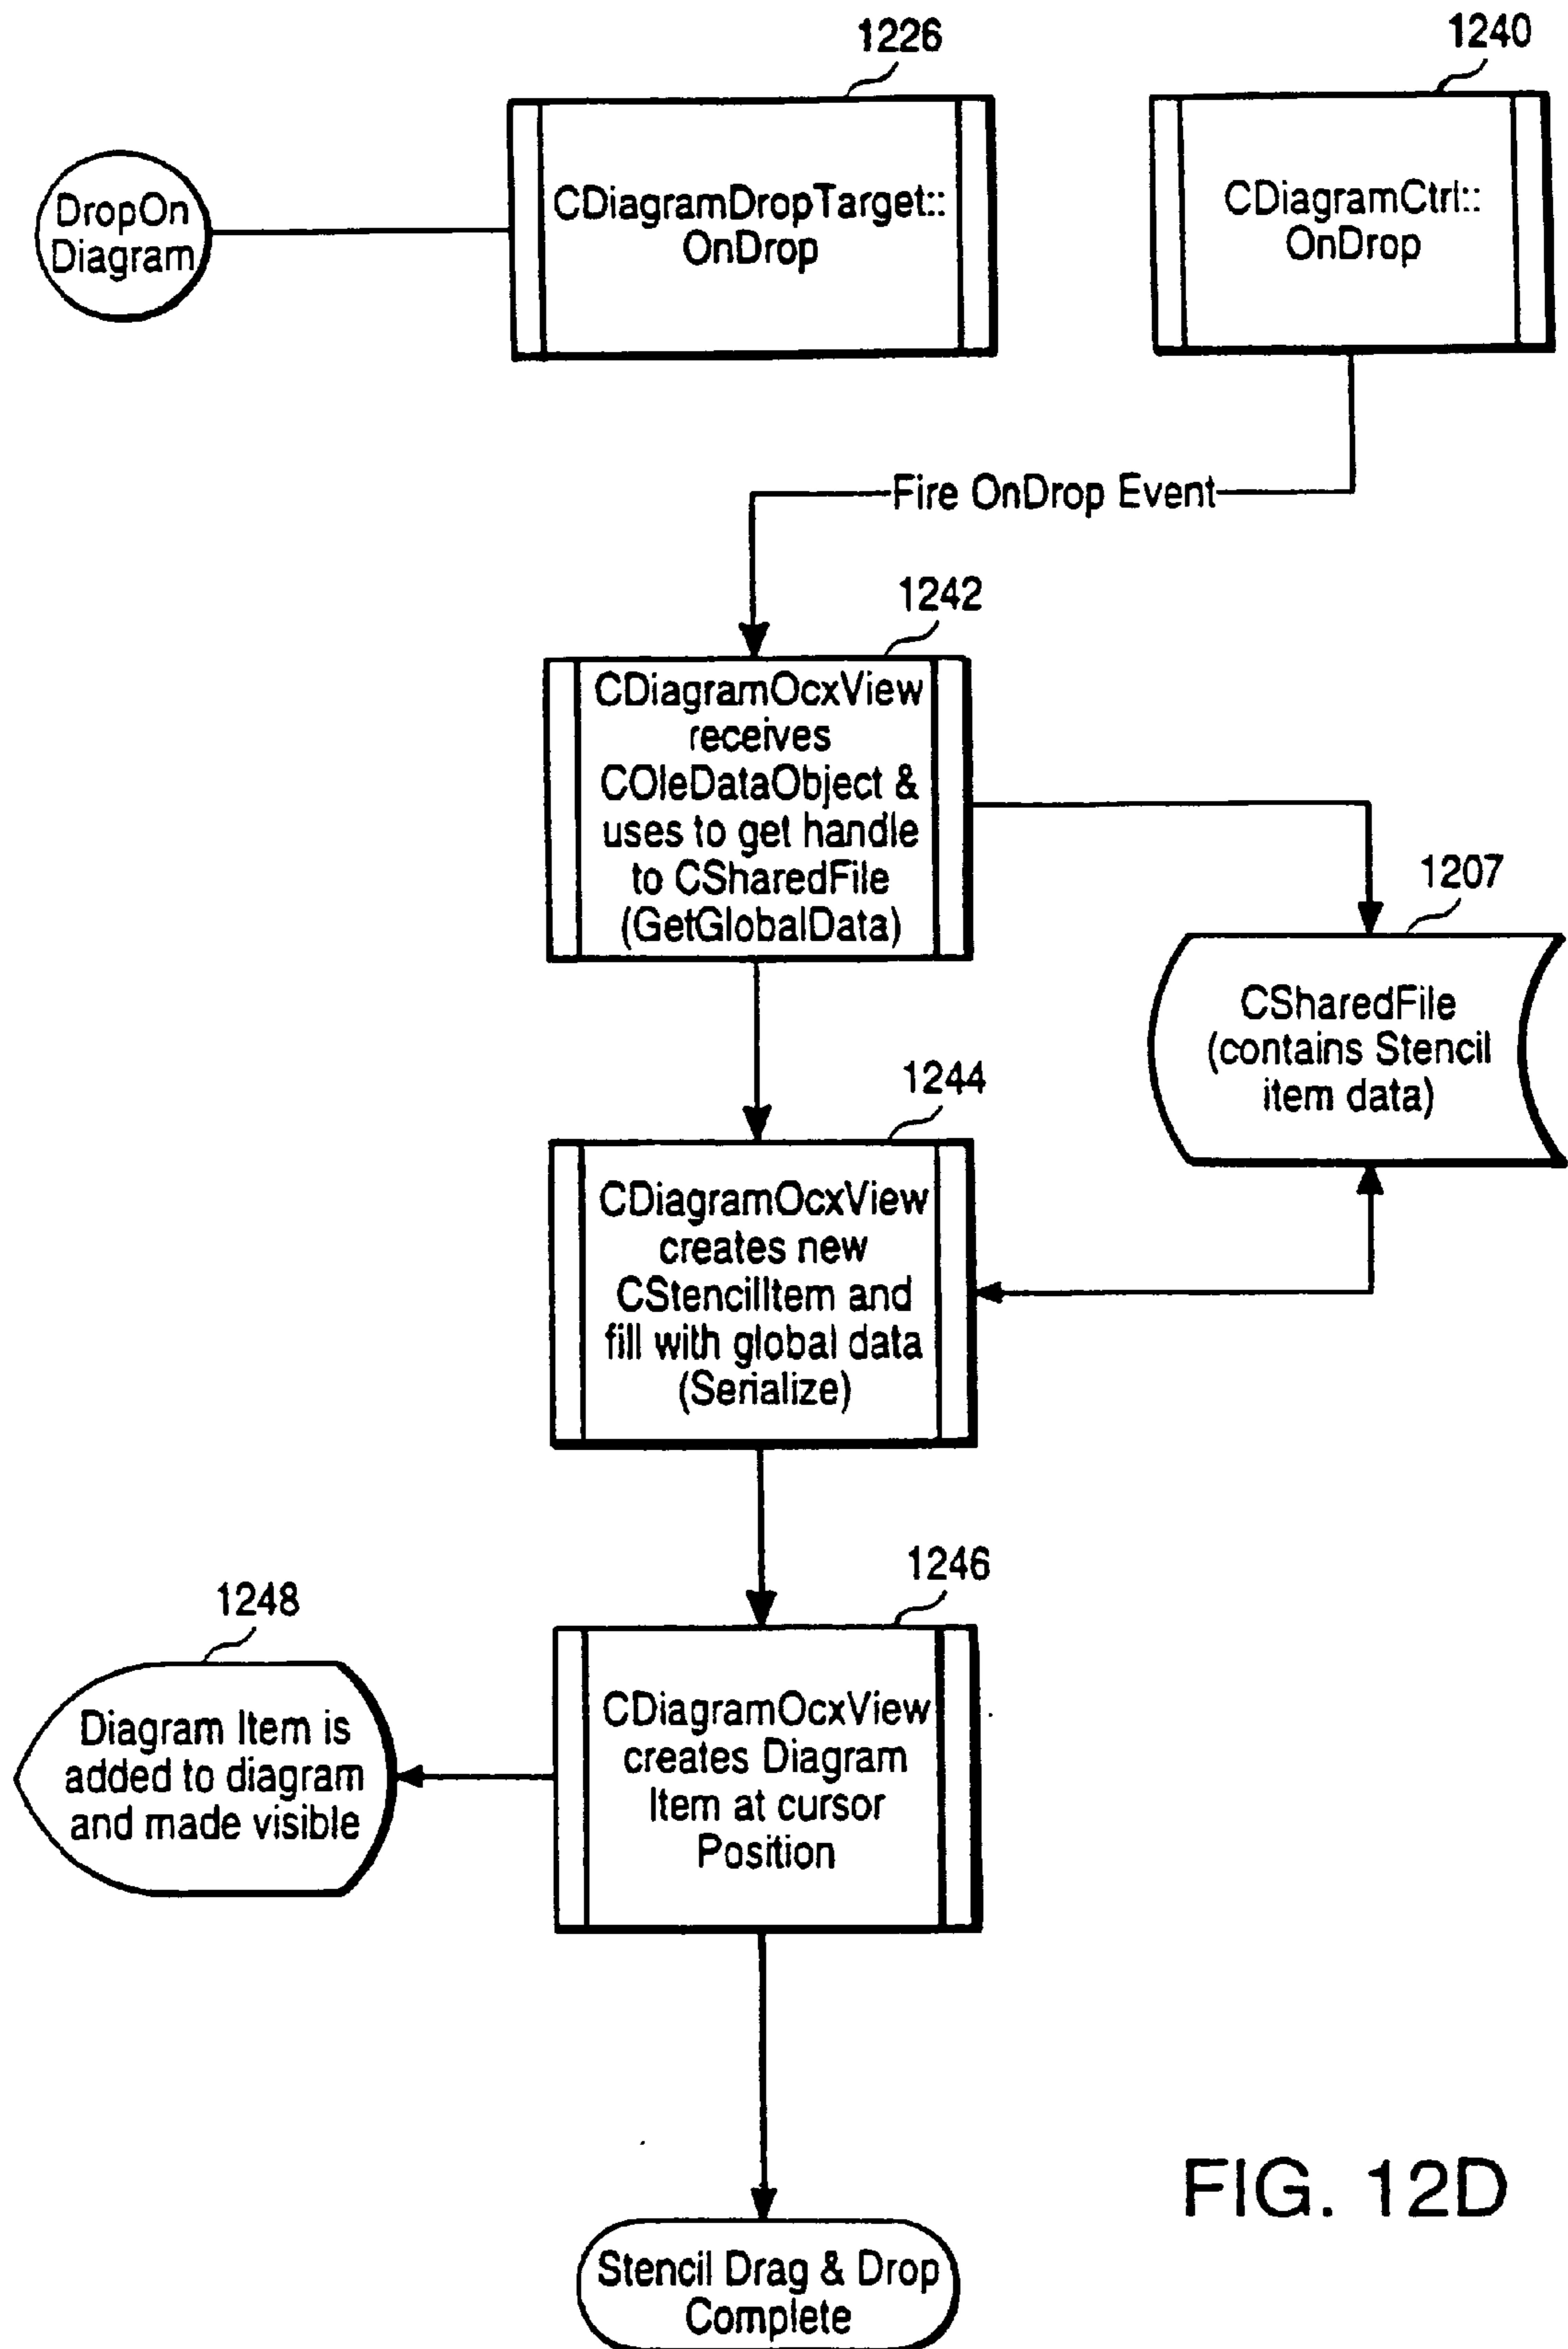 1226
1240
DropOn
Diagram
CDiagramDropTarget::
OnDrop
CDiagramCtrl::
OnDrop
Fire OnDrop Event
1242
CDiagramOcxView
receives
COleDataObject &
uses to get handle
to CSharedFile
(GetGlobalData)
1207
CSharedFile
(contains Stencil
item data)
1244
CDiagramOcxView
creates new
CStencilItem and
fill with global data
(Serialize)
1246
CDiagramOcxView
creates Diagram
Item at cursor
Position
1248
Diagram Item is
added to diagram
and made visible
Stencil Drag & Drop
Complete
FIG. 12D